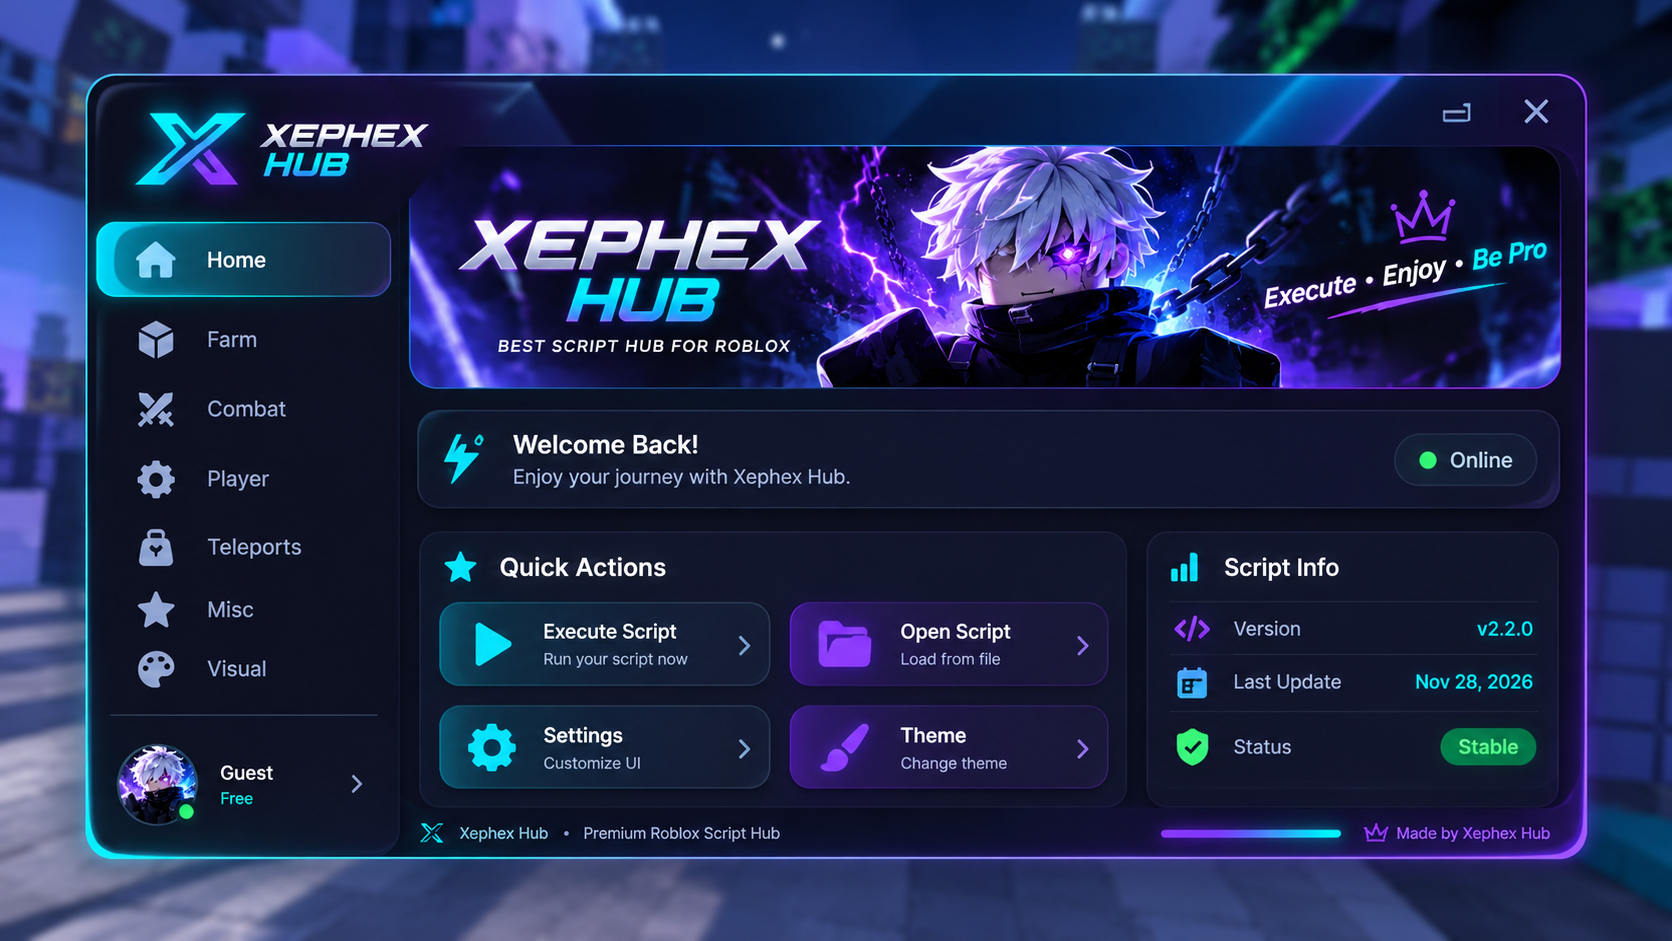 XEPHEX
HUB
Home
Farm
Combat
Player
Teleports
Misc
Visual
Guest
Free
XEPHEX
HUB
BEST SCRIPT HUB FOR ROBLOX
Execute • Enjoy • Be Pro
Welcome Back!
Enjoy your journey with Xephex Hub.
Online
Quick Actions
Execute Script
Run your script now
Open Script
Load from file
Settings
Customize UI
Theme
Change theme
Script Info
Version v2.2.0
Last Update Nov 28, 2026
Status Stable
Xephex Hub • Premium Roblox Script Hub
Made by Xephex Hub